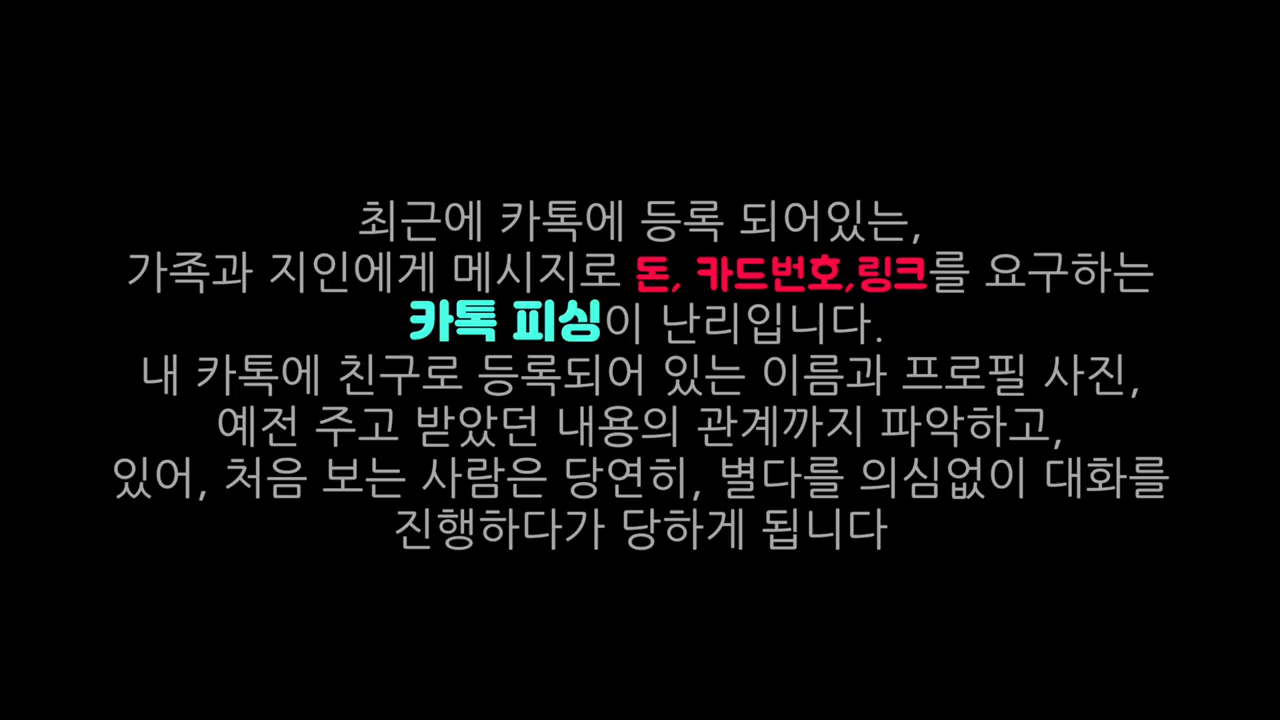 최근에 카톡에 등록 되어있는,
가족과 지인에게 메시지로 돈, 카드번호,링크를 요구하는
카톡 피싱이 난리입니다.
내 카톡에 친구로 등록되어 있는 이름과 프로필 사진,
예전 주고 받았던 내용의 관계까지 파악하고,
있어, 처음 보는 사람은 당연히, 별다를 의심없이 대화를
진행하다가 당하게 됩니다